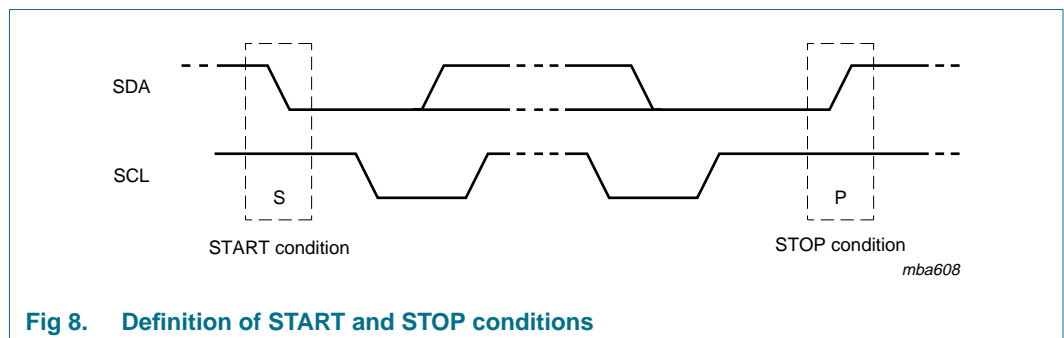 SDA
SCL
S
P
START condition
STOP condition
mba608
Fig 8. Definition of START and STOP conditions